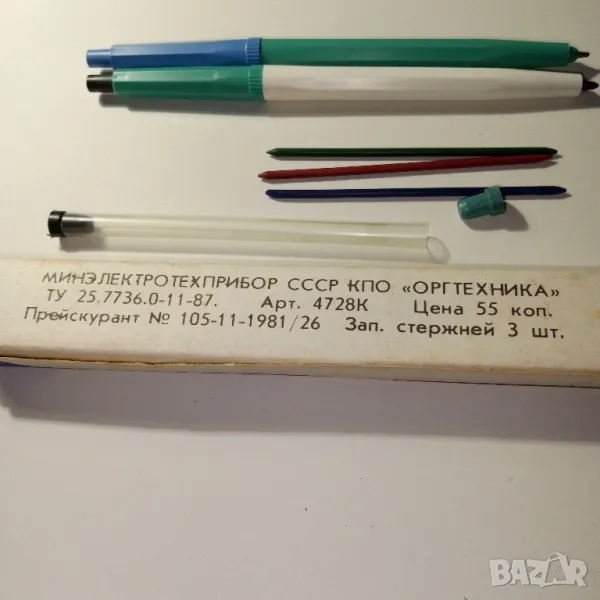 МИНЭЛЕКТРОТЕХПРИБОР СССР КПО «ОРГТЕХНИКА»
ТУ 25.7736.0-11-87. Арт. 4728К Цена 55 коп.
Прейскурант № 105-11-1981/26 Зап. стержней 3 шт.
BAZAR